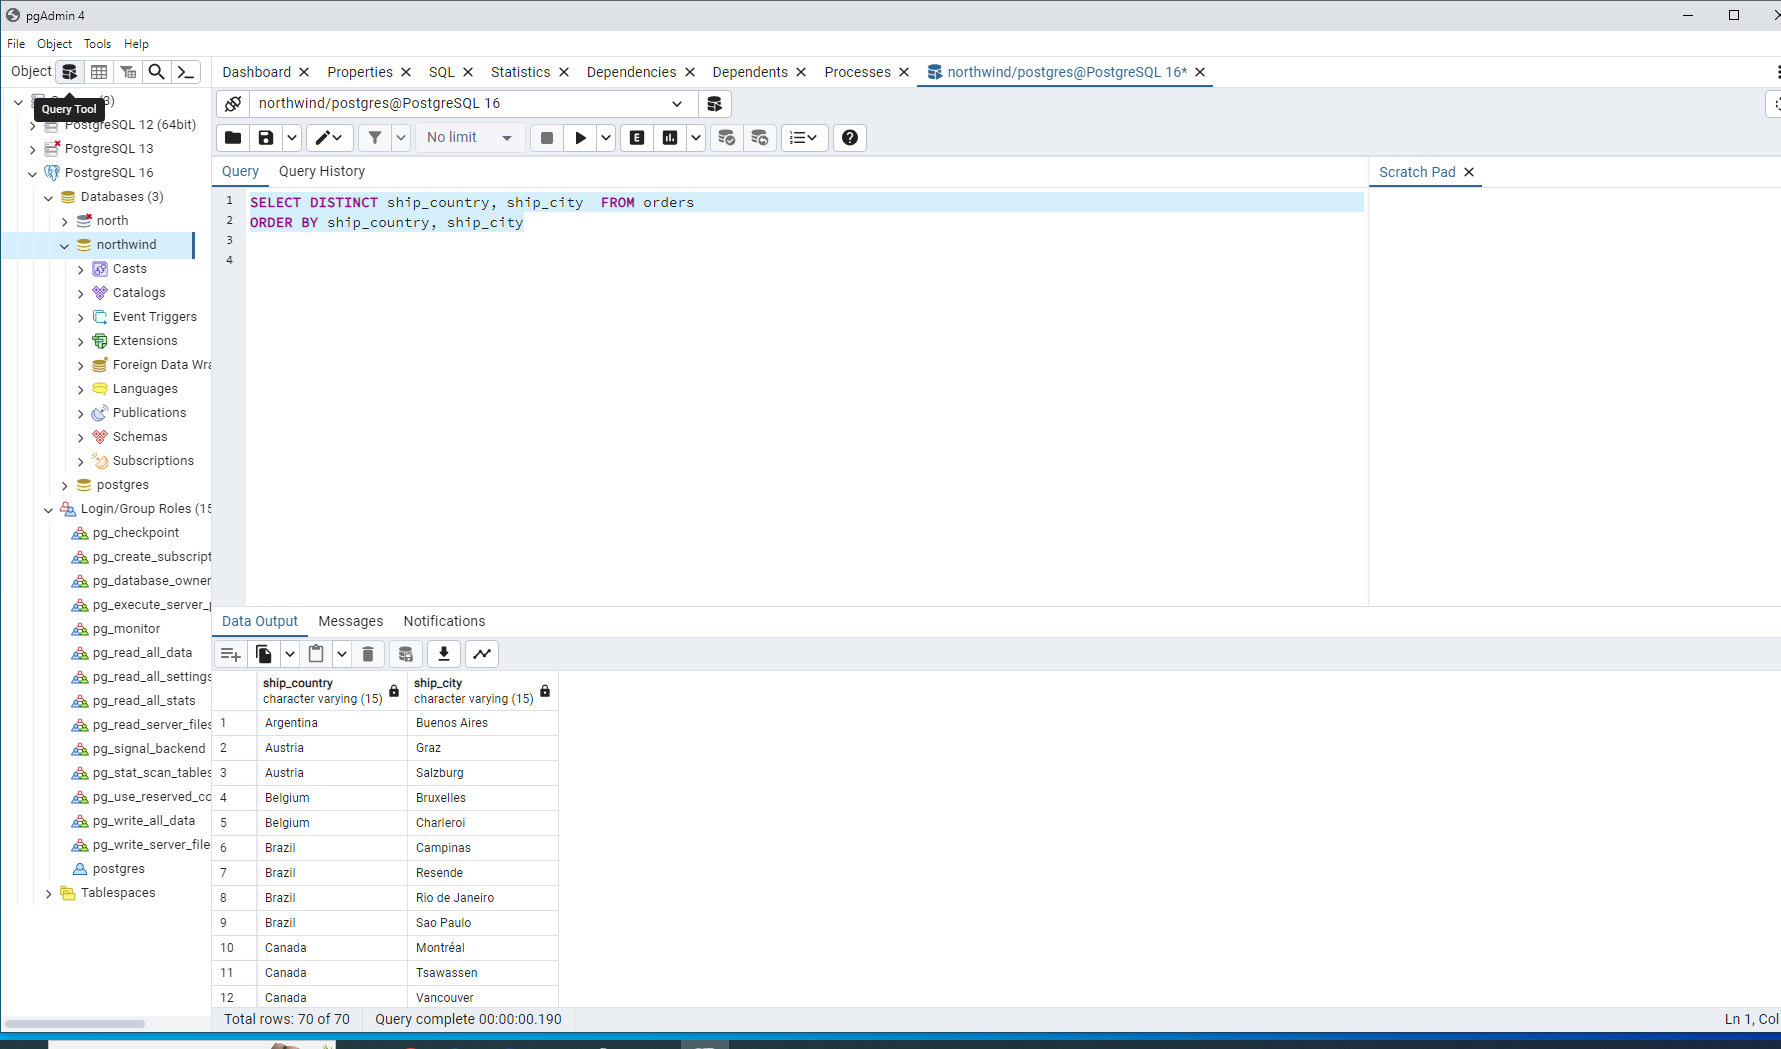 pgAdmin 4
File Object Tools Help
Object
Query Tool
PostgreSQL 12 (64bit)
PostgreSQL 13
PostgreSQL 16
Databases (3)
north
northwind
Casts
Catalogs
Event Triggers
Extensions
Foreign Data Wra
Languages
Publications
Schemas
Subscriptions
postgres
Login/Group Roles (15
pg_checkpoint
pg_create_subscript
pg_database_owner
pg_execute_server_p
pg_monitor
pg_read_all_data
pg_read_all_settings
pg_read_all_stats
pg_read_server_files
pg_signal_backend
pg_stat_scan_tables
pg_use_reserved_co
pg_write_all_data
pg_write_server_file
postgres
Tablespaces
Dashboard Properties SQL Statistics Dependencies Dependents Processes northwind/postgres@PostgreSQL 16*
northwind/postgres@PostgreSQL 16
No limit
E
Query Query History
1 SELECT DISTINCT ship_country, ship_city FROM orders
2 ORDER BY ship_country, ship_city
3
4
Scratch Pad
Data Output Messages Notifications
ship_country ship_city
character varying (15) character varying (15)
1 Argentina Buenos Aires
2 Austria Graz
3 Austria Salzburg
4 Belgium Bruxelles
5 Belgium Charleroi
6 Brazil Campinas
7 Brazil Resende
8 Brazil Rio de Janeiro
9 Brazil Sao Paulo
10 Canada Montréal
11 Canada Tsawassen
12 Canada Vancouver
Total rows: 70 of 70 Query complete 00:00:00.190 Ln 1, Col